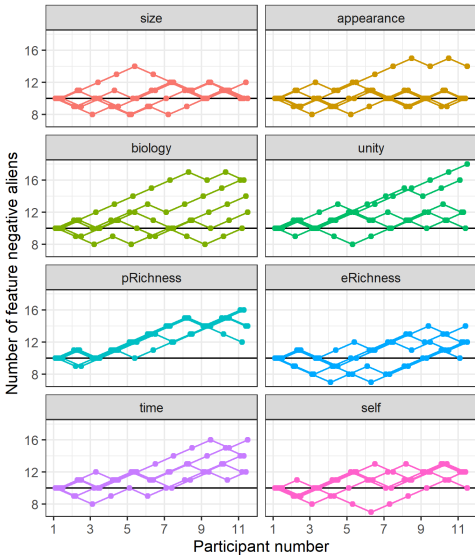 size appearance
16
12
8
biology unity
16
12
8
pRichness eRichness
16
12
8
time self
16
12
8
1 3 5 7 9 11 1 3 5 7 9 11
Participant number
Number of feature negative aliens